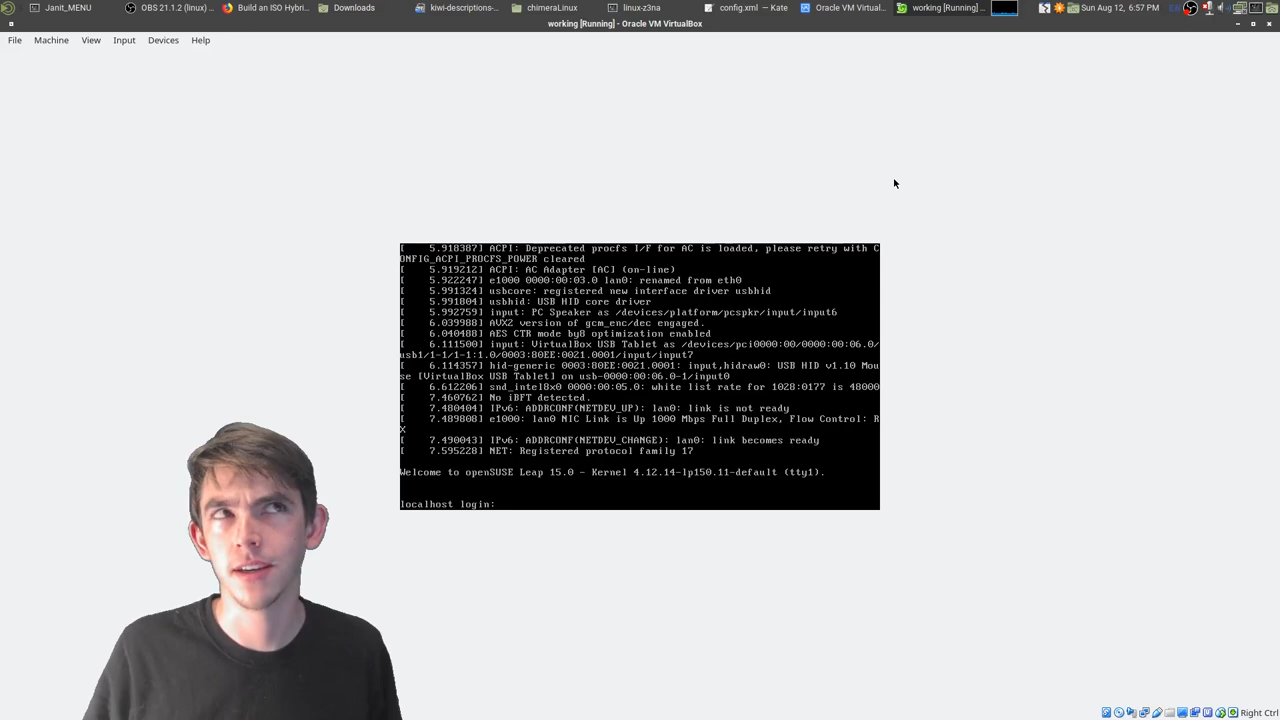 Janit_MENU
OBS 21.1.2 (linux) ...
Build an ISO Hybri...
Downloads
kiwi-descriptions-...
chimeraLinux
linux-z3na
config.xml — Kate
Oracle VM Virtual...
working [Running] - ...
Sun Aug 12, 6:57 PM
EN
working [Running] - Oracle VM VirtualBox
File Machine View Input Devices Help
[    5.918387] ACPI: Deprecated procfs I/F for AC is loaded, please retry with C
ONFIG_ACPI_PROCFS_POWER cleared
[    5.919212] ACPI: AC Adapter [AC] (on-line)
[    5.922247] e1000 0000:00:03.0 lan0: renamed from eth0
[    5.991324] usbcore: registered new interface driver usbhid
[    5.991804] usbhid: USB HID core driver
[    5.992759] input: PC Speaker as /devices/platform/pcspkr/input/input6
[    6.039988] AVX2 version of gcm_enc/dec engaged.
[    6.040488] AES CTR mode by8 optimization enabled
[    6.111500] input: VirtualBox USB Tablet as /devices/pci0000:00/0000:00:06.0/
usb1/1-1/1-1:1.0/0003:80EE:0021.0001/input/input7
[    6.114357] hid-generic 0003:80EE:0021.0001: input,hidraw0: USB HID v1.10 Mou
se [VirtualBox USB Tablet] on usb-0000:00:06.0-1/input0
[    6.612206] snd_intel8x0 0000:00:05.0: white list rate for 1028:0177 is 48000
[    7.460762] No iBFT detected.
[    7.480404] IPv6: ADDRCONF(NETDEV_UP): lan0: link is not ready
[    7.489808] e1000: lan0 NIC Link is Up 1000 Mbps Full Duplex, Flow Control: R
X
[    7.490043] IPv6: ADDRCONF(NETDEV_CHANGE): lan0: link becomes ready
[    7.595228] NET: Registered protocol family 17
Welcome to openSUSE Leap 15.0 - Kernel 4.12.14-lp150.11-default (tty1).
localhost login:
Right Ctrl